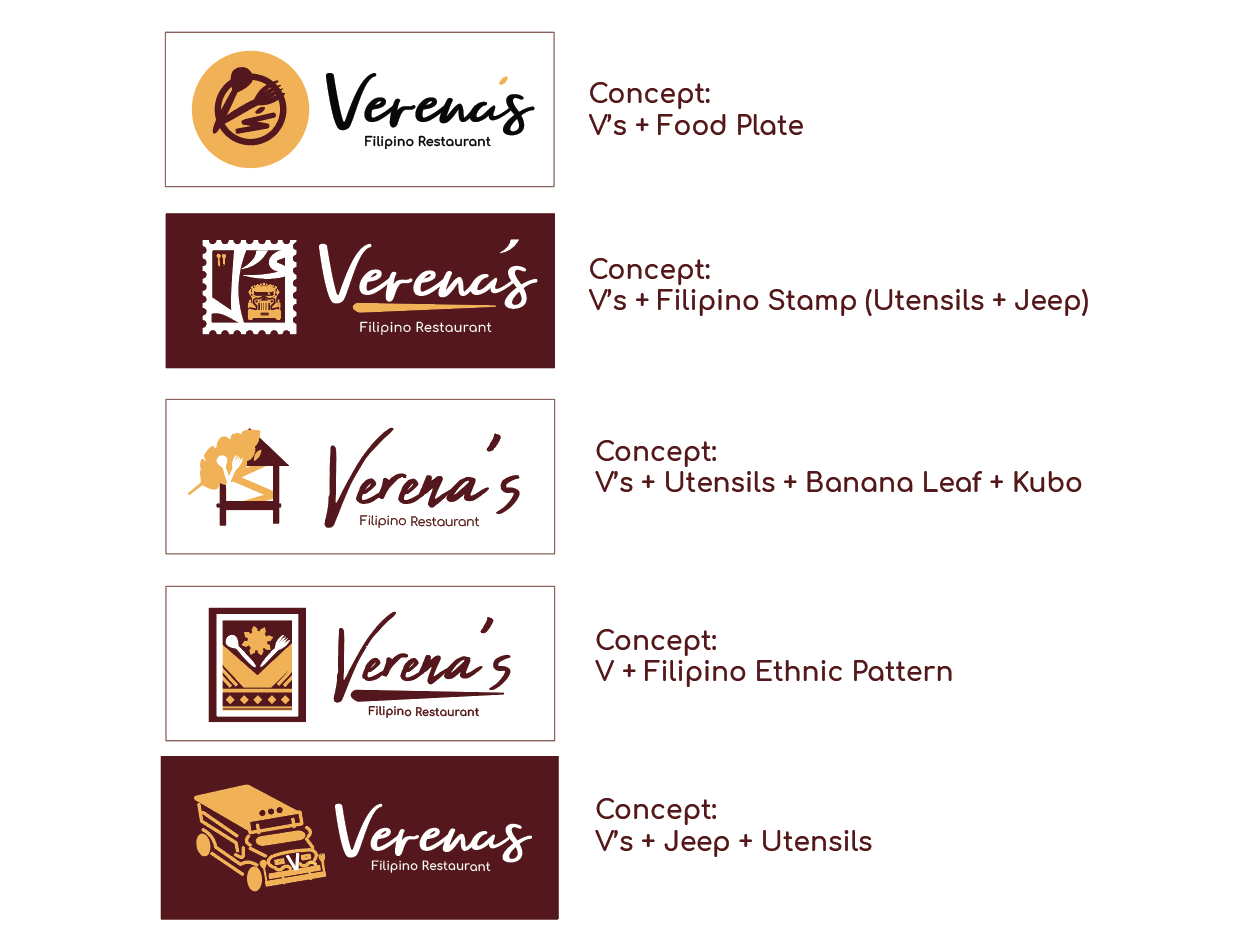 Verena's
Filipino Restaurant
Concept:
V's + Food Plate
Verena's
Filipino Restaurant
Concept:
V's + Filipino Stamp (Utensils + Jeep)
Verena's
Filipino Restaurant
Concept:
V's + Utensils + Banana Leaf + Kubo
Verena's
Filipino Restaurant
Concept:
V + Filipino Ethnic Pattern
V
Verenas
Filipino Restaurant
Concept:
V's + Jeep + Utensils